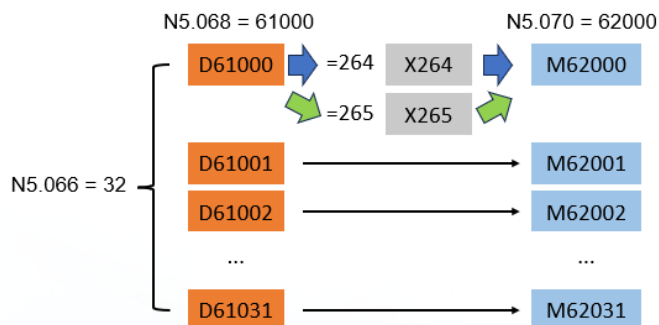 N5.068 = 61000 N5.070 = 62000
D61000 =264 X264 M62000
=265 X265
D61001 M62001
N5.066 = 32
D61002 M62002
... ...
D61031 M62031